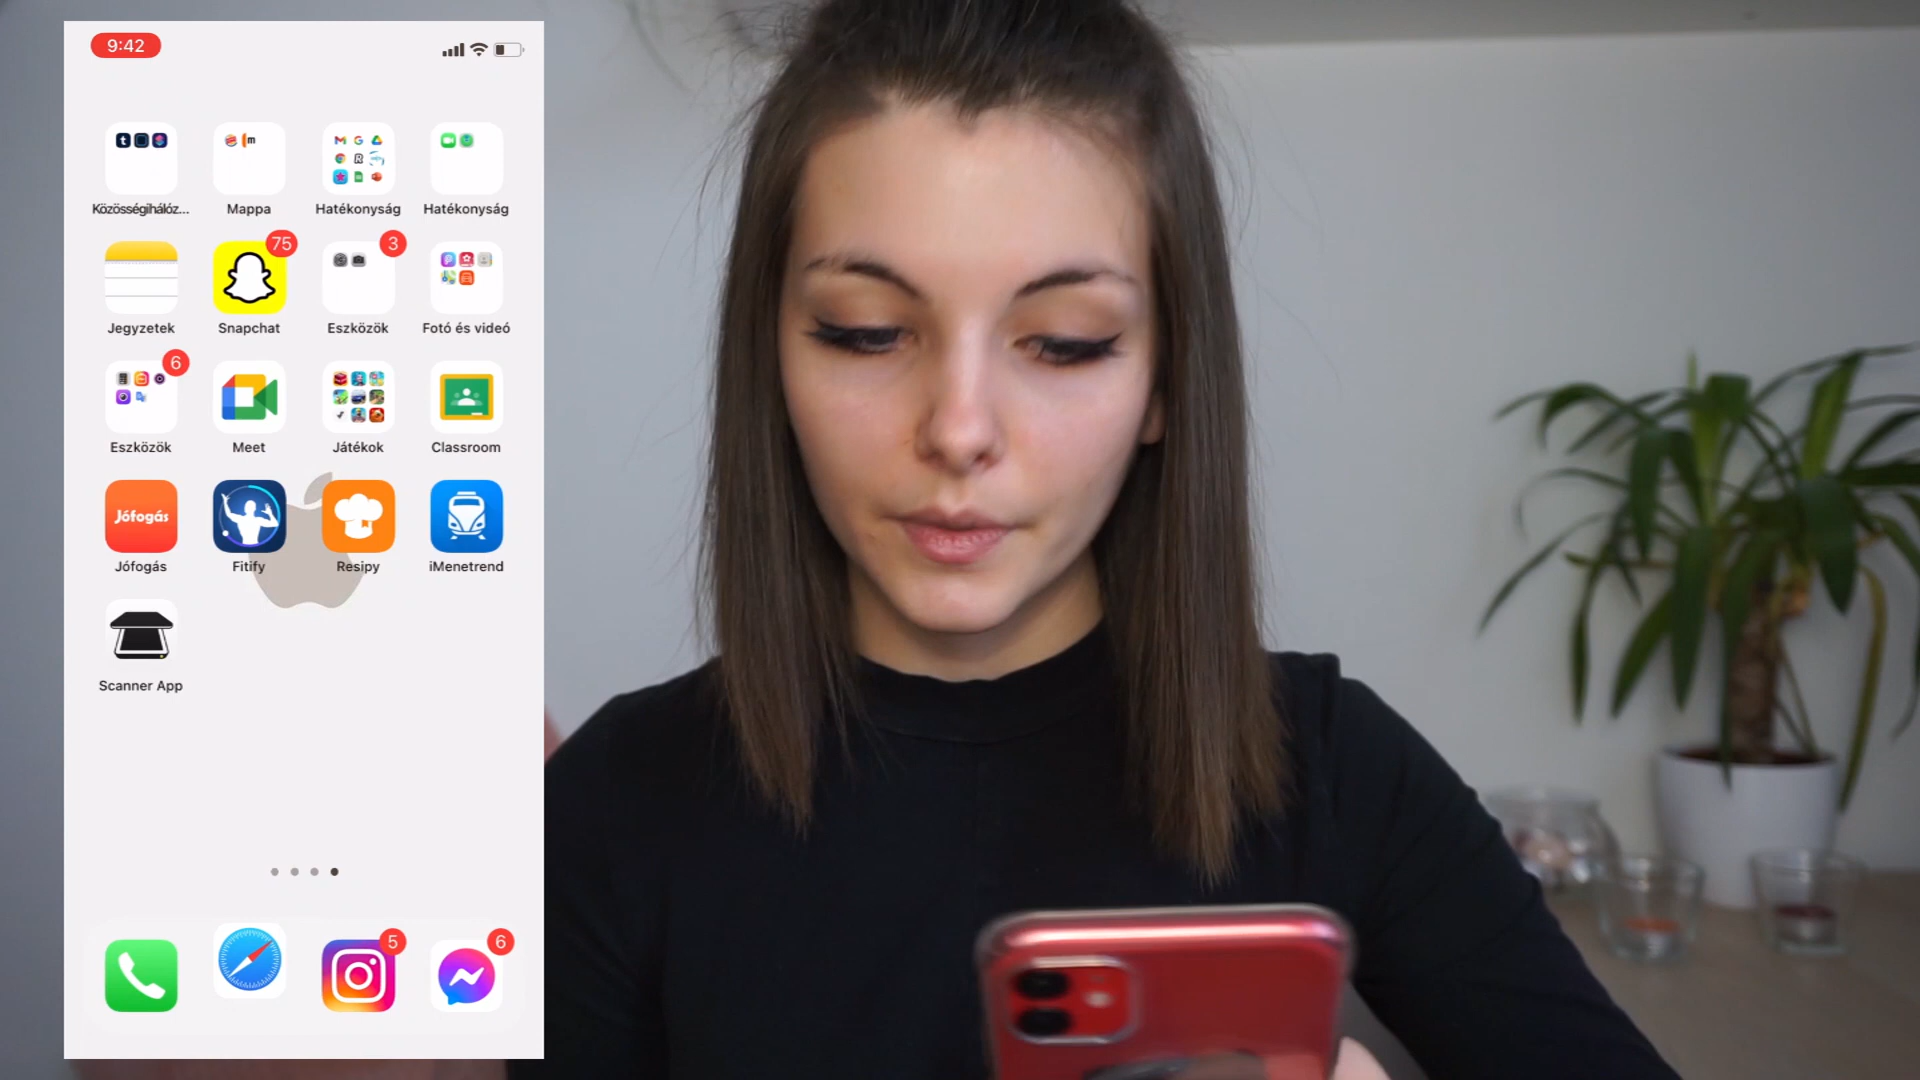 9:42
Közösségihálóz...
Mappa
Hatékonyság
Hatékonyság
75
3
Jegyzetek
Snapchat
Eszközök
Fotó és videó
6
Eszközök
Meet
Játékok
Classroom
Jófogás
Jófogás
Fitify
Resipy
iMenetrend
Scanner App
5
6